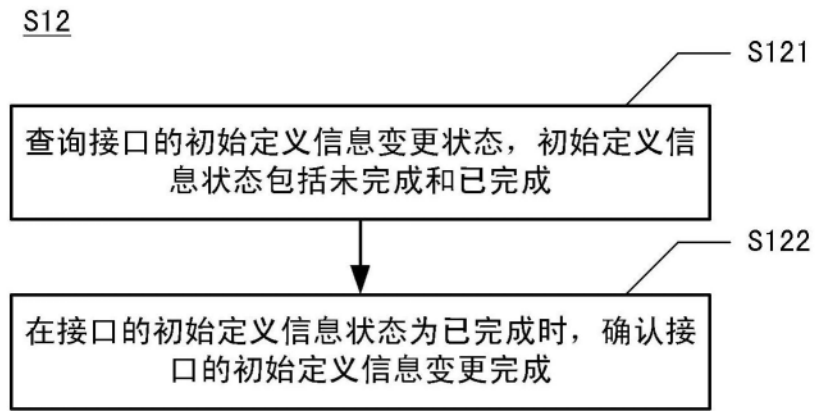 S12
S121
查询接口的初始定义信息变更状态，初始定义信
息状态包括未完成和已完成
S122
在接口的初始定义信息状态为已完成时，确认接
口的初始定义信息变更完成